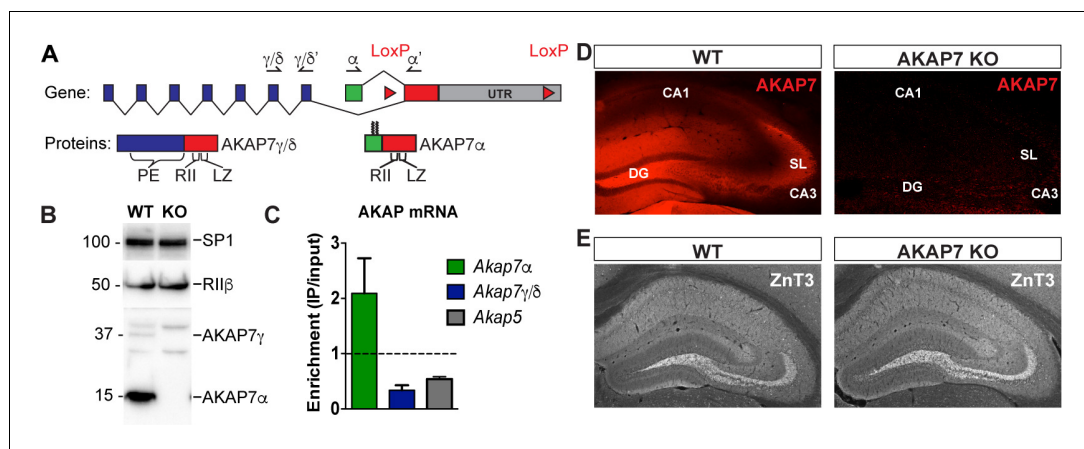 A
γ/δ γ/δ' α LoxP α' LoxP
Gene: UTR
Proteins: AKAP7γ/δ AKAP7α
PE RII LZ RII LZ
B
WT KO
100 - -SP1
50 - -RIIβ
37 - -AKAP7γ
15 - -AKAP7α
C
AKAP mRNA
Enrichment (IP/input)
3
2
1
0
Akap7α
Akap7γ/δ
Akap5
D
WT AKAP7 KO
AKAP7 AKAP7
CA1 CA1
SL SL
DG DG
CA3 CA3
E
WT AKAP7 KO
ZnT3 ZnT3